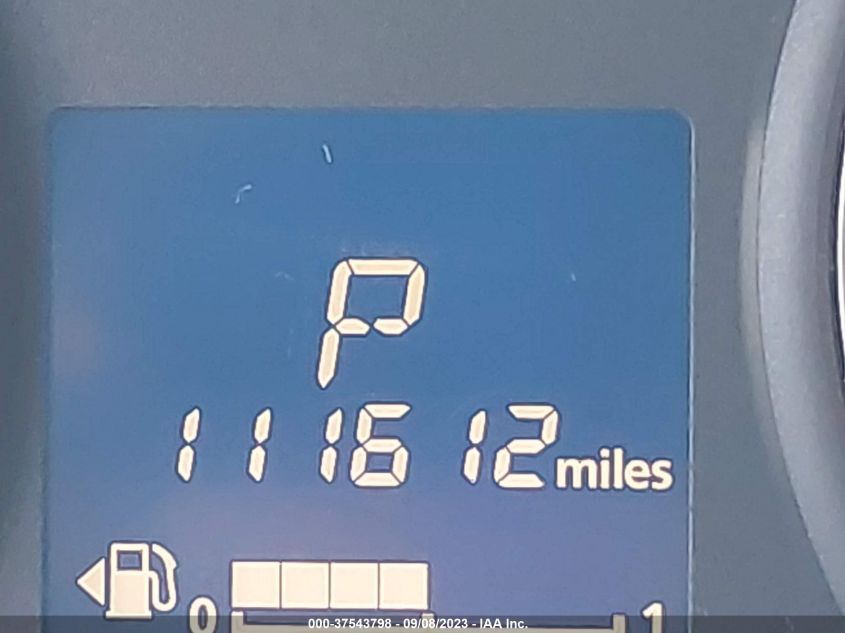 P
111612 miles
0 1
000-37543798 - 09/08/2023 - IAA Inc.